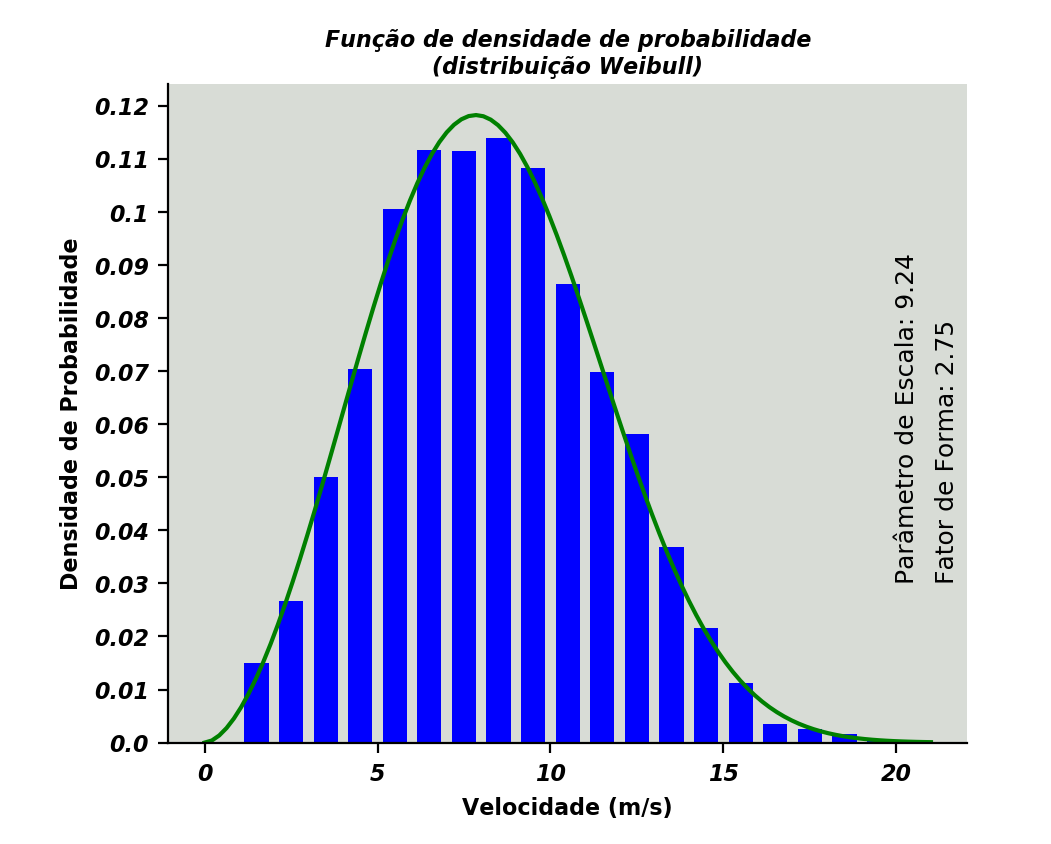 Função de densidade de probabilidade
(distribuição Weibull)
0.12
0.11
0.1
0.09
0.08
0.07
0.06
0.05
0.04
0.03
0.02
0.01
0.0
Densidade de Probabilidade
Parâmetro de Escala: 9.24
Fator de Forma: 2.75
0 5 10 15 20
Velocidade (m/s)